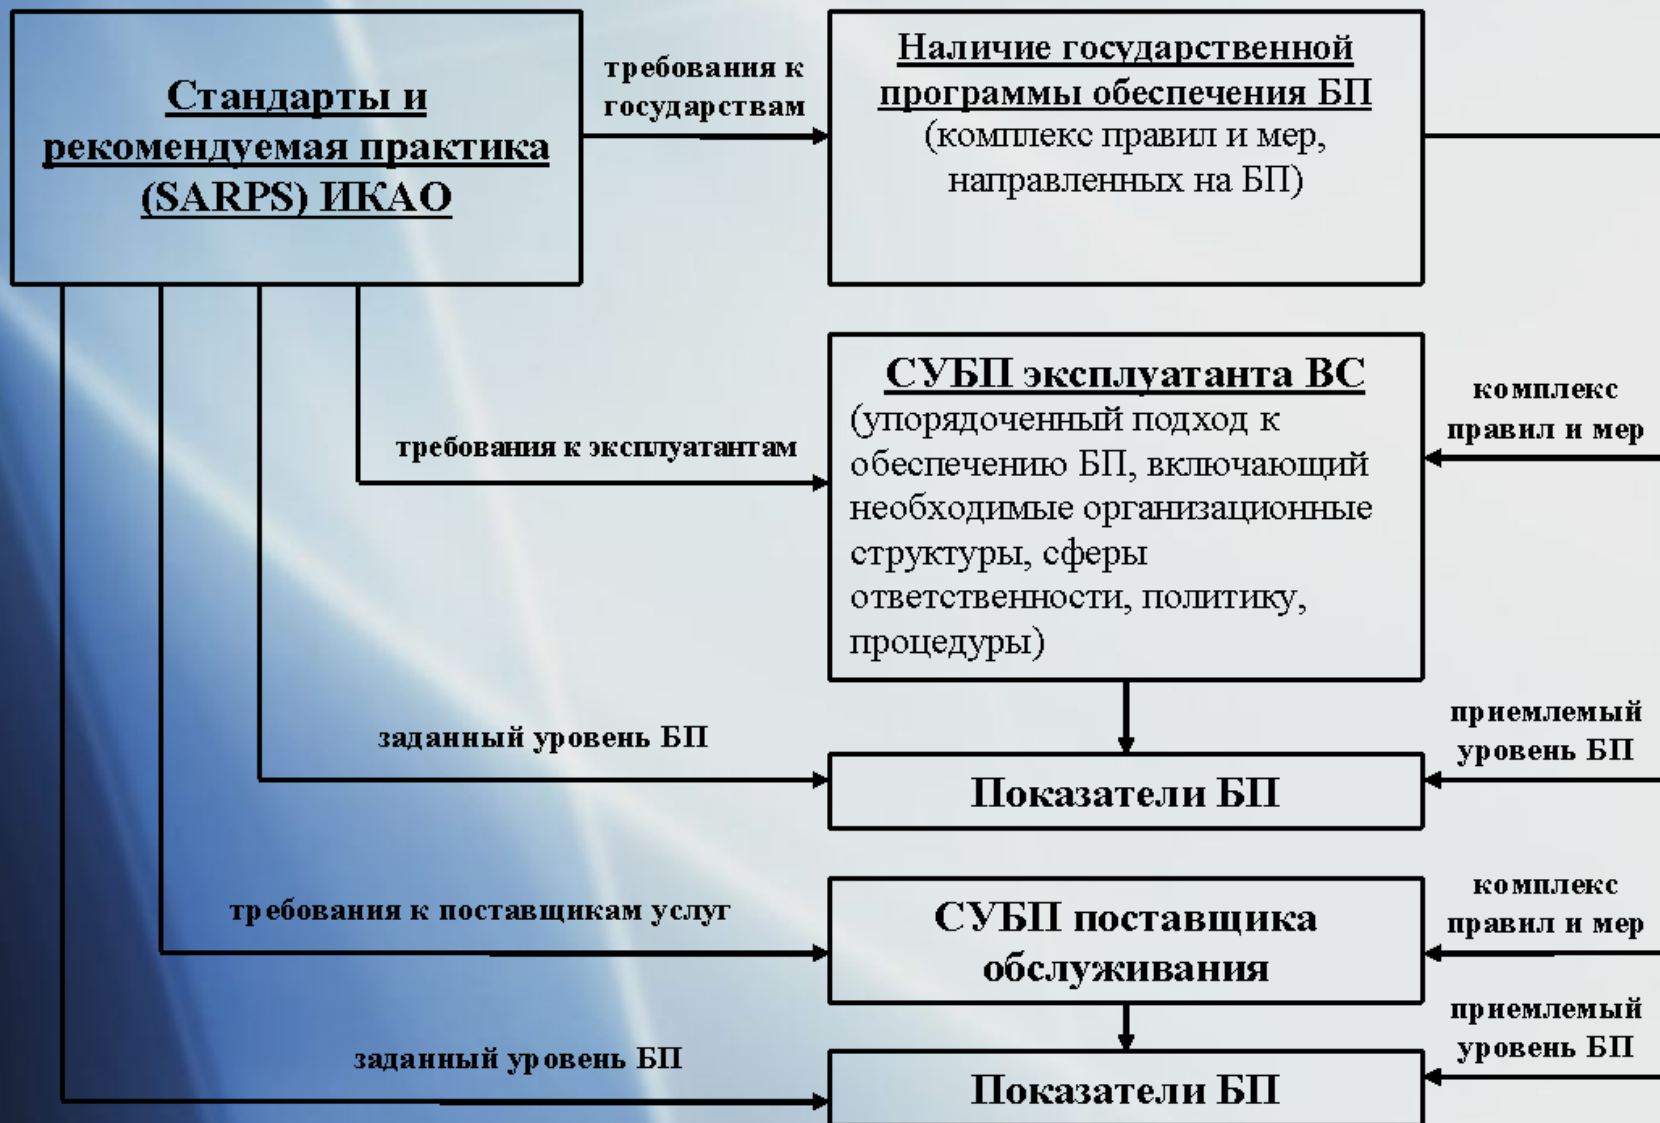 Стандарты и
рекомендуемая практика
(SARPS) ИКАО
требования к
государствам
Наличие государственной
программы обеспечения БП
(комплекс правил и мер,
направленных на БП)
СУБП эксплуатанта ВС
(упорядоченный подход к
обеспечению БП, включающий
необходимые организационные
структуры, сферы
ответственности, политику,
процедуры)
требования к эксплуатантам
комплекс
правил и мер
заданный уровень БП
Показатели БП
приемлемый
уровень БП
требования к поставщикам услуг
СУБП поставщика
обслуживания
комплекс
правил и мер
заданный уровень БП
Показатели БП
приемлемый
уровень БП